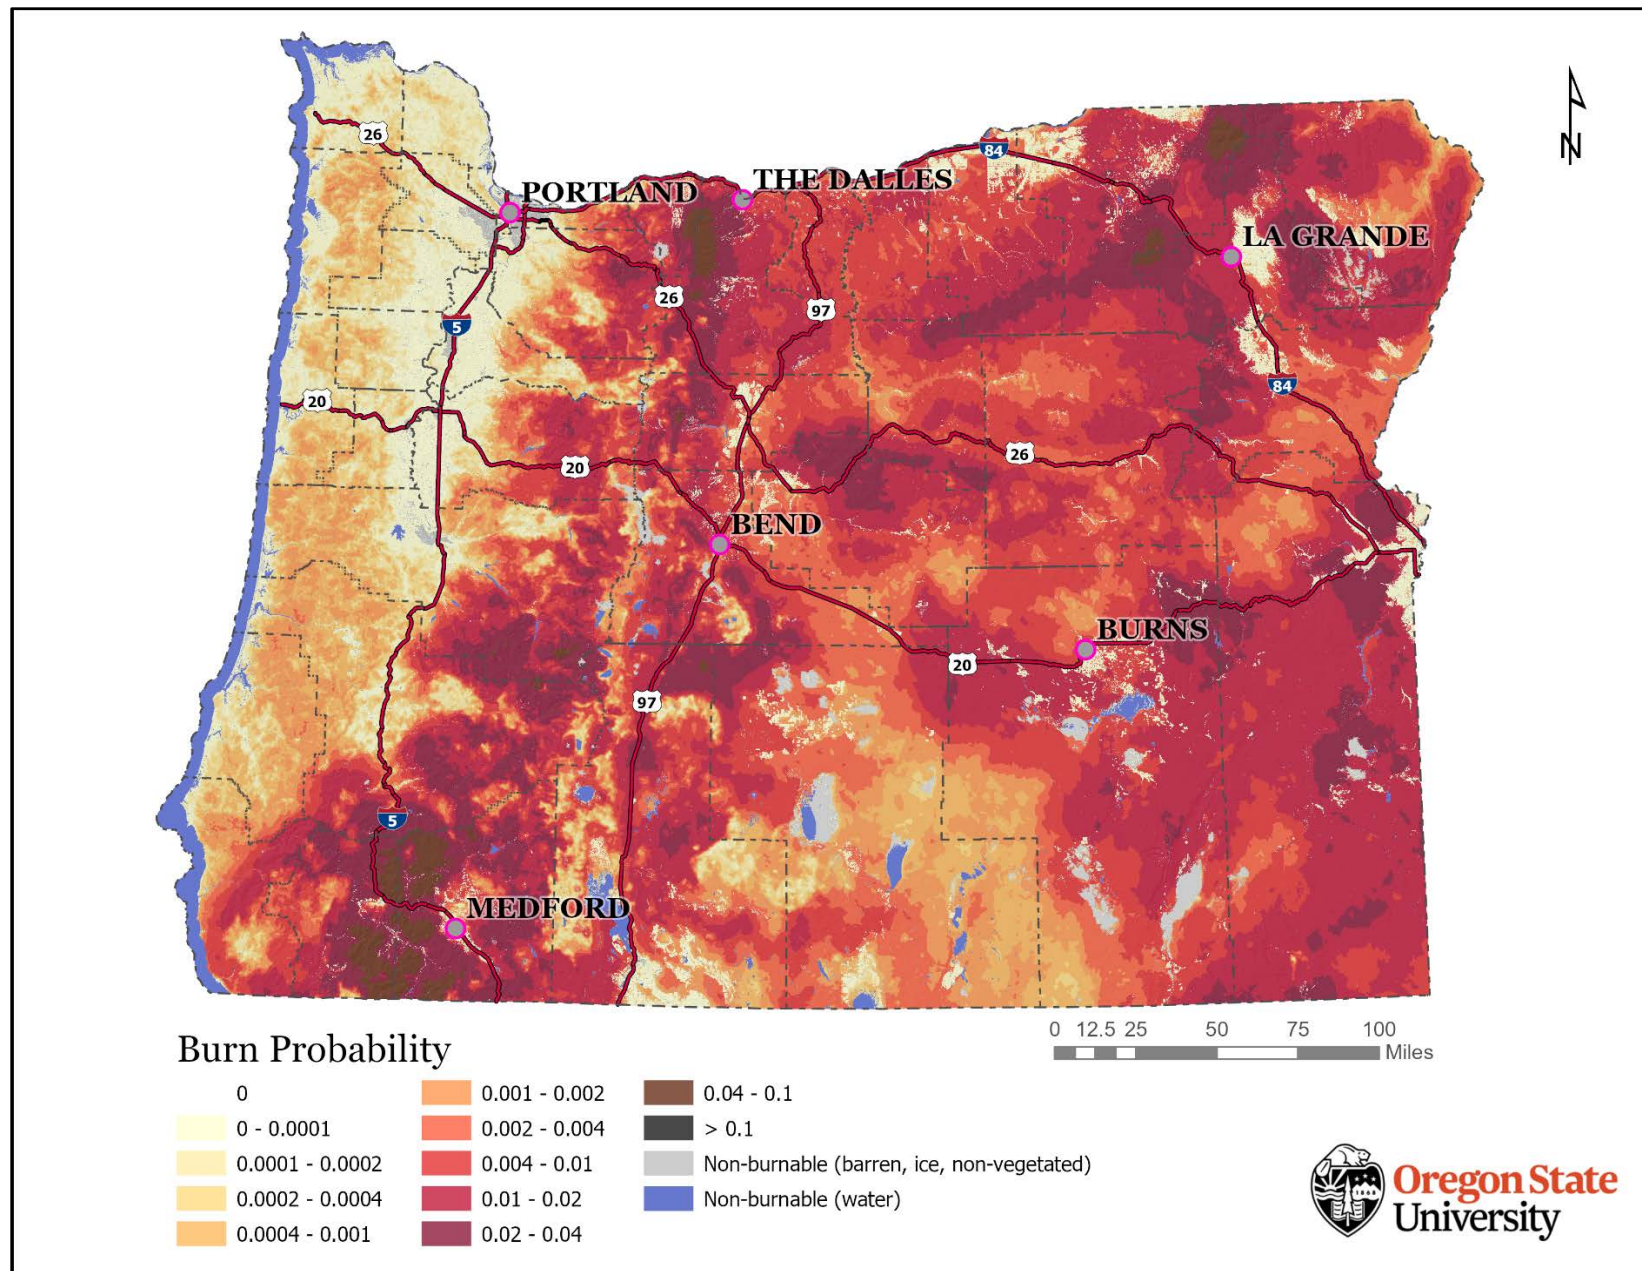 N
26
84
THE DALLES
PORTLAND
LA GRANDE
26
97
5
84
20
26
20
BEND
BURNS
20
97
5
MEDFORD
Burn Probability
0
0 - 0.0001
0.0001 - 0.0002
0.0002 - 0.0004
0.0004 - 0.001
0.001 - 0.002
0.002 - 0.004
0.004 - 0.01
0.01 - 0.02
0.02 - 0.04
0.04 - 0.1
> 0.1
Non-burnable (barren, ice, non-vegetated)
Non-burnable (water)
0 12.5 25 50 75 100
Miles
1868
Oregon State
University